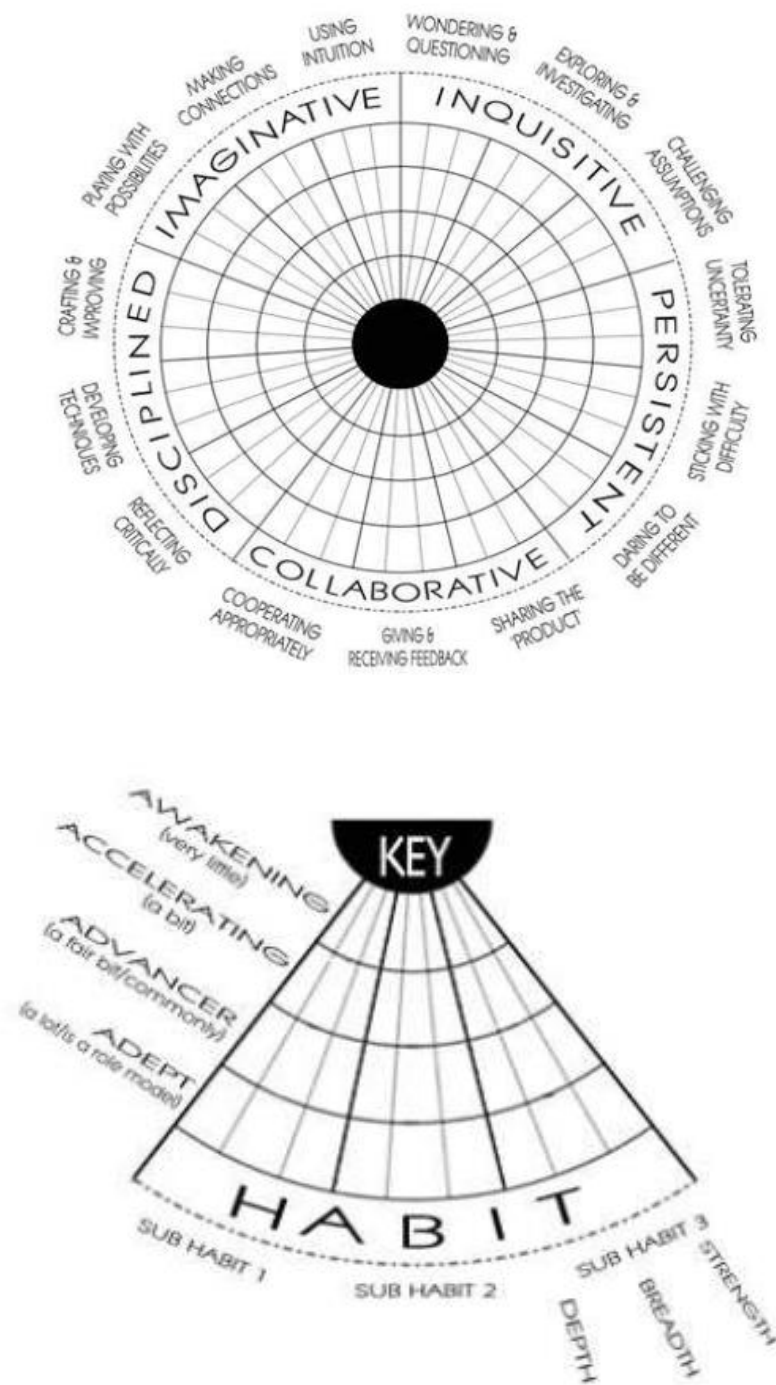 WONDERING &
QUESTIONING
EXPLORING &
INVESTIGATING
CHALLENGING
ASSUMPTIONS
TOLERATING
UNCERTAINTY
STICKING WITH
DIFFICULTY
DARING TO
BE DIFFERENT
SHARING THE
'PRODUCT'
GIVING &
RECEIVING FEEDBACK
COOPERATING
APPROPRIATELY
REFLECTING
CRITICALLY
DEVELOPING
TECHNIQUES
CRAFTING &
IMPROVING
PLAYING WITH
POSSIBILITIES
MAKING
CONNECTIONS
USING
INTUITION
INQUISITIVE
PERSISTENT
COLLABORATIVE
DISCIPLINED
IMAGINATIVE
KEY
AWAKENING
(very little)
ACCELERATING
(a bit)
ADVANCER
(a fair bit/commonly)
ADEPT
(a lot/is a role model)
HABIT
SUB HABIT 1
SUB HABIT 2
SUB HABIT 3
DEPTH
BREADTH
STRENGTH